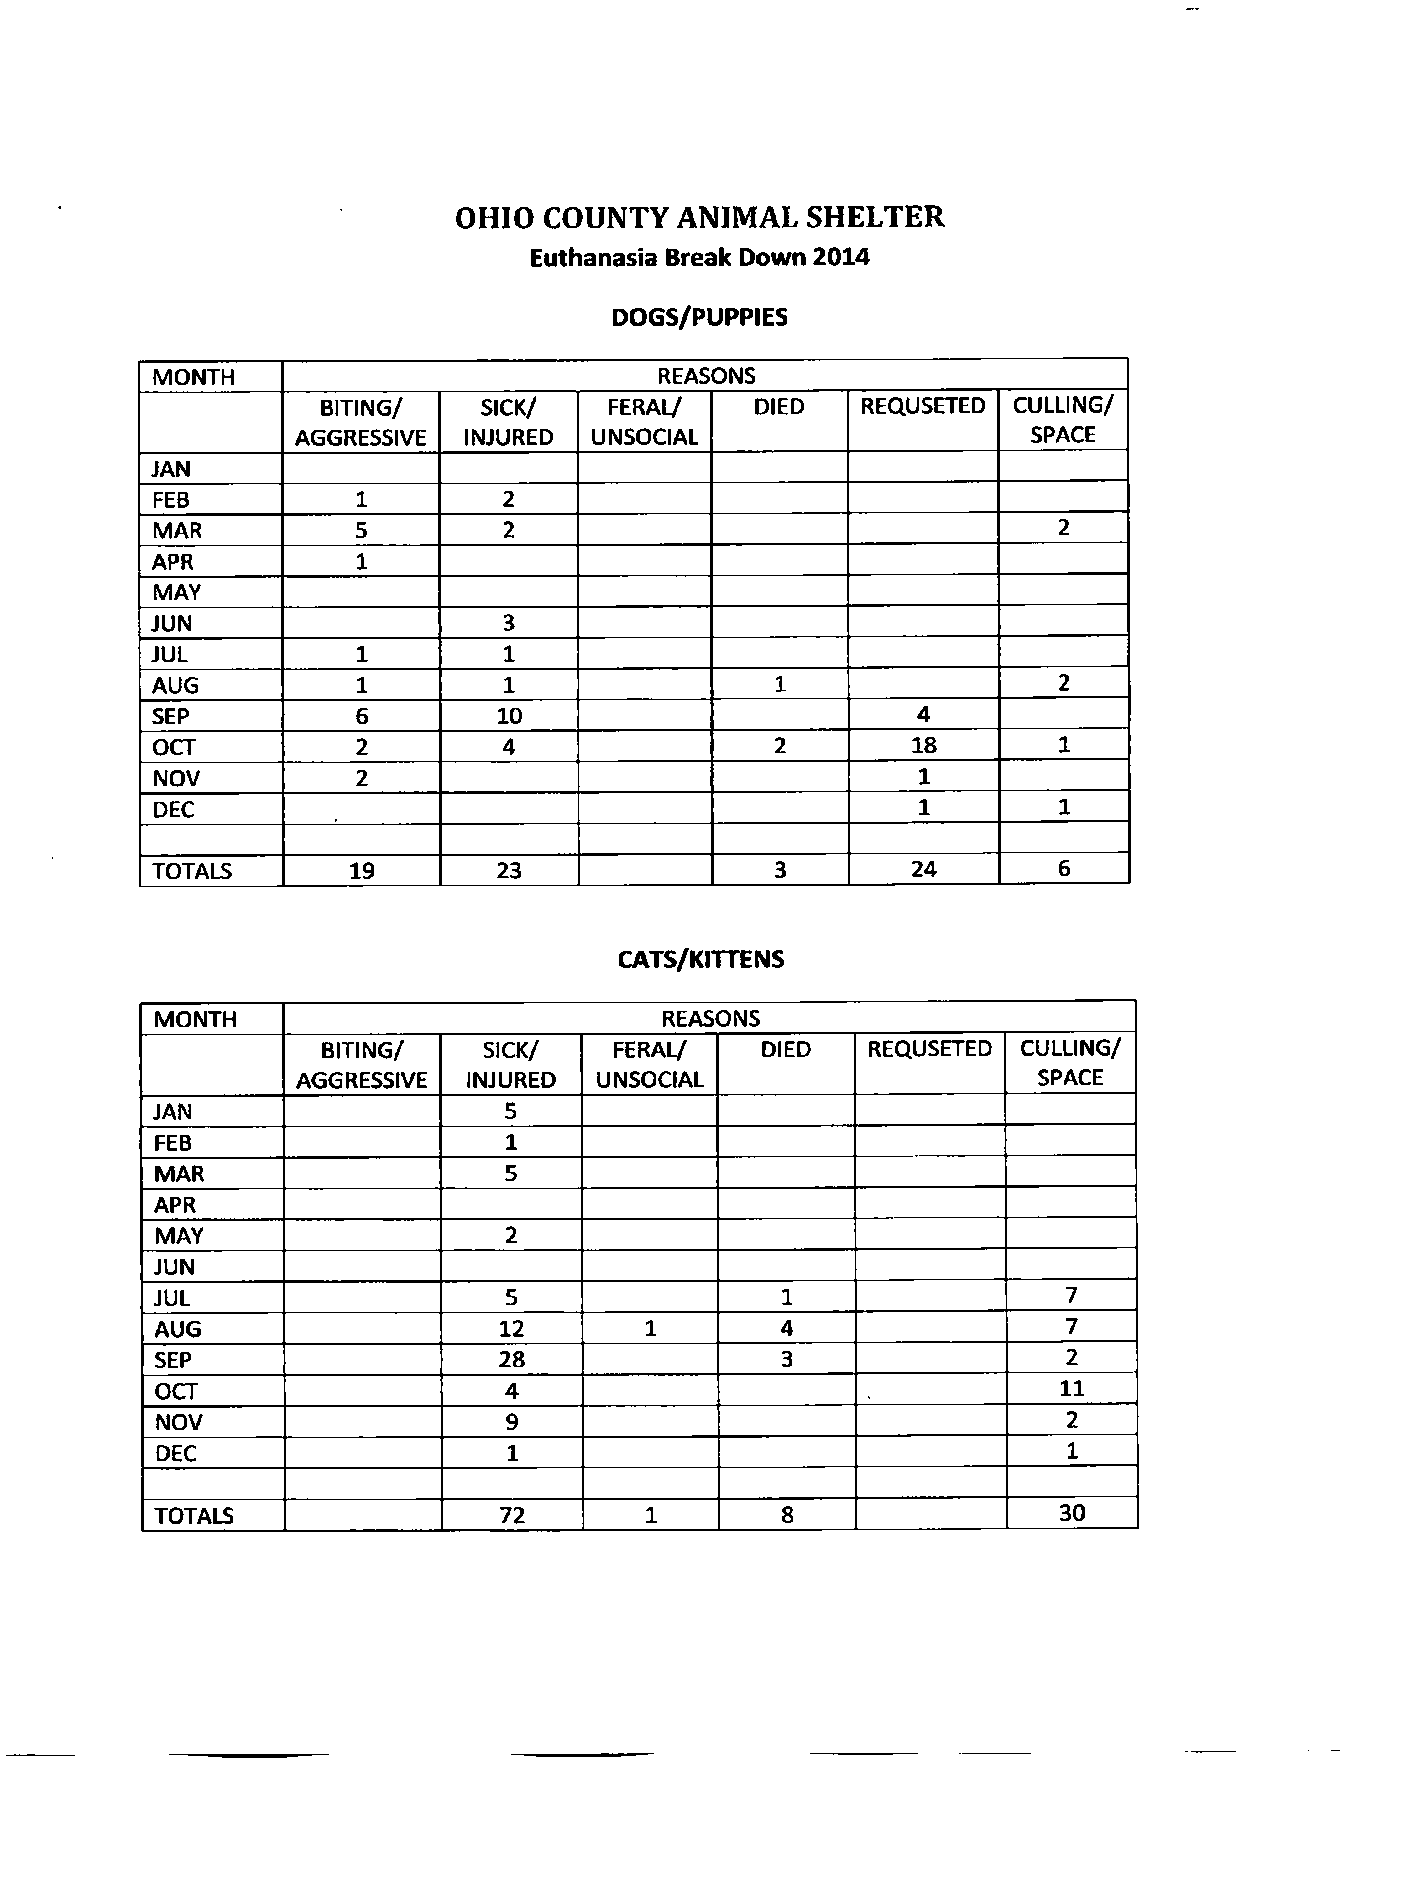 OHIO COUNTY ANIMAL SHELTER
Euthanasia Break Down 2014
DOGS/PUPPIES
MONTH REASONS
BITING/ SICK/ FERAL/ DIED REQUSETED CULLING/
AGGRESSIVE INJURED UNSOCIAL SPACE
JAN
FEB 1 2
MAR 5 2 2
APR 1
MAY
JUN 3
JUL 1 1
AUG 1 1 1 2
SEP 6 10 4
OCT 2 4 2 18 1
NOV 2 1
DEC 1 1
TOTALS 19 23 3 24 6
CATS/KITTENS
MONTH REASONS
BITING/ SICK/ FERAL/ DIED REQUSETED CULLING/
AGGRESSIVE INJURED UNSOCIAL SPACE
JAN 5
FEB 1
MAR 5
APR
MAY 2
JUN
JUL 5 1 7
AUG 12 1 4 7
SEP 28 3 2
OCT 4 11
NOV 9 2
DEC 1 1
TOTALS 72 1 8 30